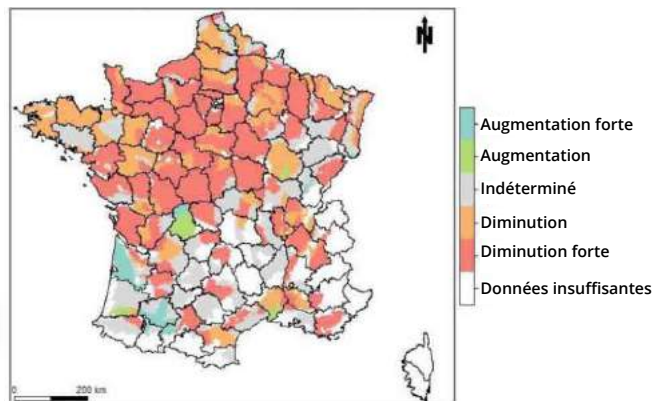 N
Augmentation forte
Augmentation
Indéterminé
Diminution
Diminution forte
Données insuffisantes
0 200 km